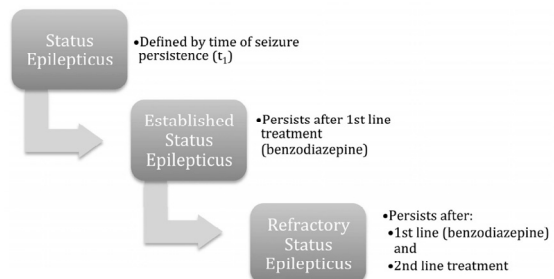 Status
Epilepticus
•Defined by time of seizure
persistence (t₁)
Established
Status
Epilepticus
•Persists after 1st line
treatment
(benzodiazepine)
Refractory
Status
Epilepticus
•Persists after:
•1st line (benzodiazepine)
and
•2nd line treatment